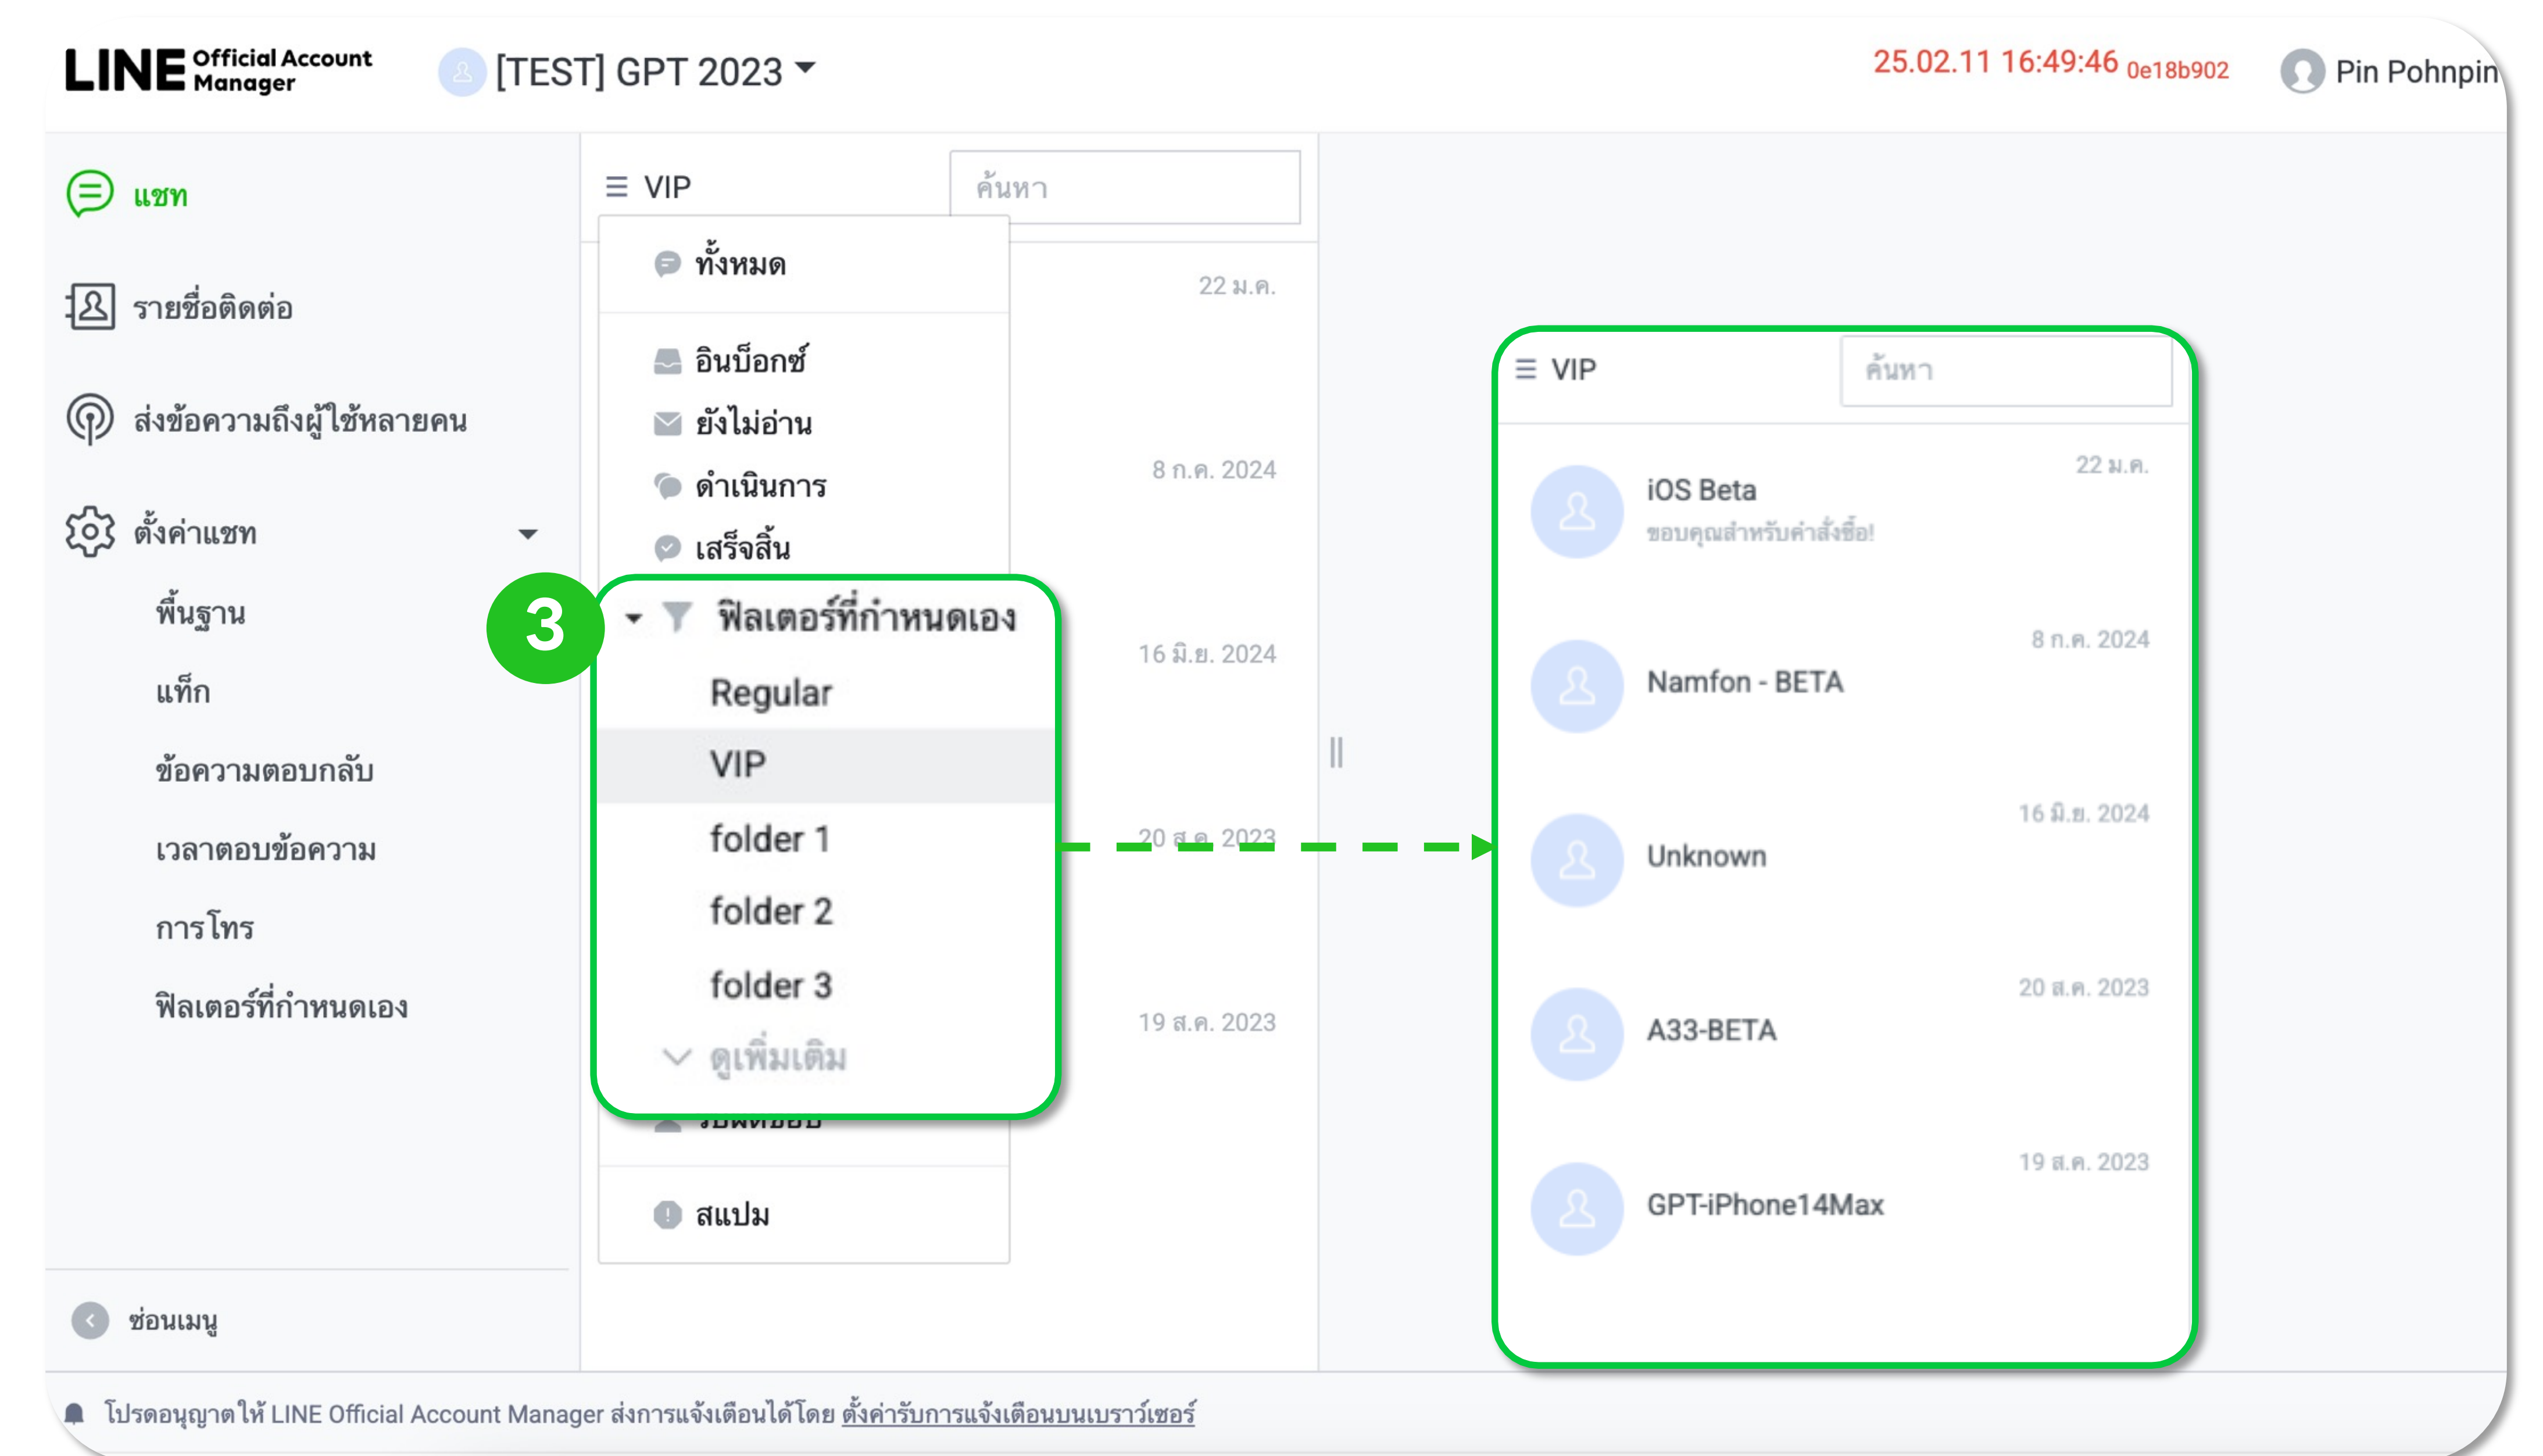 LINE Official Account Manager
[TEST] GPT 2023
25.02.11 16:49:46 0e18b902
Pin Pohnpin
แชท
รายชื่อติดต่อ
ส่งข้อความถึงผู้ใช้หลายคน
ตั้งค่าแชท
พื้นฐาน
แท็ก
ข้อความตอบกลับ
เวลาตอบข้อความ
การโทร
ฟิลเตอร์ที่กำหนดเอง
ซ่อนเมนู
VIP
ค้นหา
ทั้งหมด
อินบ็อกซ์
ยังไม่อ่าน
ดำเนินการ
เสร็จสิ้น
3
ฟิลเตอร์ที่กำหนดเอง
Regular
VIP
folder 1
folder 2
folder 3
ดูเพิ่มเติม
สแปม
22 ม.ค.
8 ก.ค. 2024
16 มิ.ย. 2024
20 ส.ค. 2023
19 ส.ค. 2023
VIP
ค้นหา
iOS Beta
22 ม.ค.
ขอบคุณสำหรับคำสั่งซื้อ!
8 ก.ค. 2024
Namfon - BETA
16 มิ.ย. 2024
Unknown
20 ส.ค. 2023
A33-BETA
19 ส.ค. 2023
GPT-iPhone14Max
โปรดอนุญาตให้ LINE Official Account Manager ส่งการแจ้งเตือนได้โดย ตั้งค่ารับการแจ้งเตือนบนเบราว์เซอร์